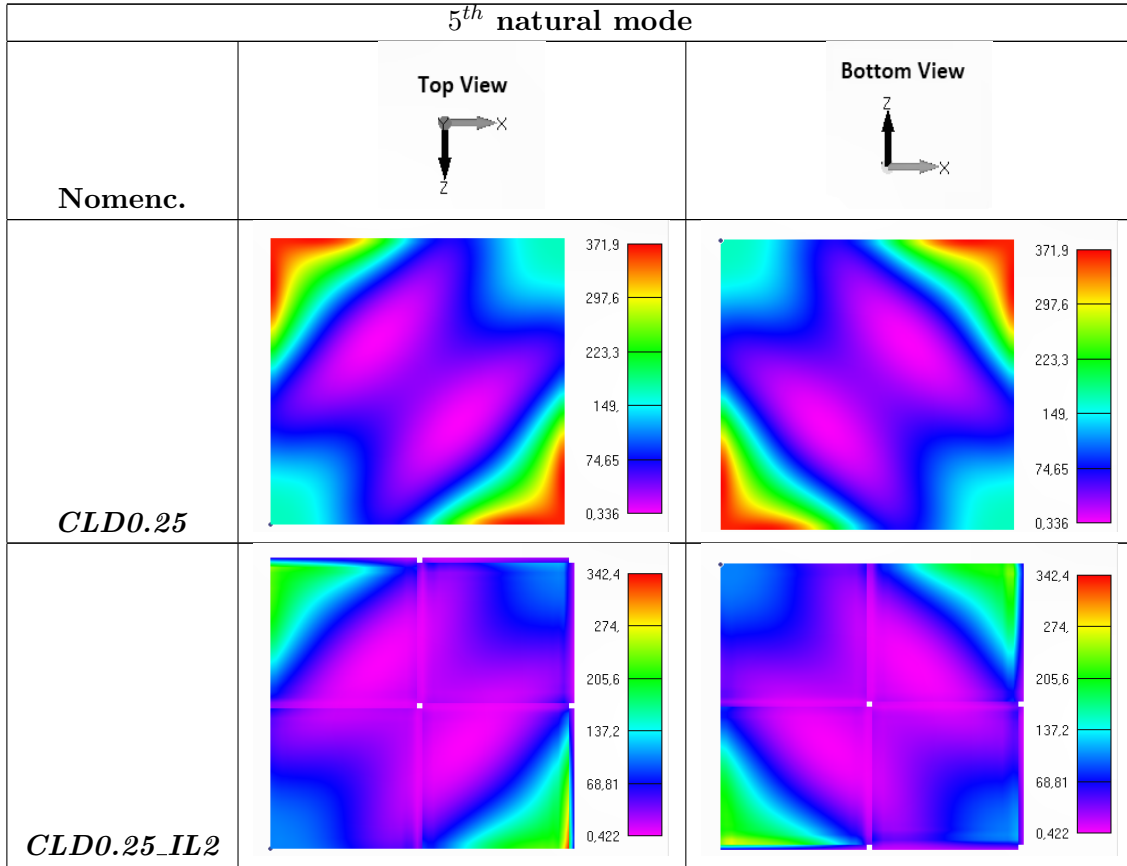 5th natural mode
Nomenc.
Top View
Y X
Z
Bottom View
Z
X
CLD0.25
371,9
297,6
223,3
149,
74,65
0,336
371,9
297,6
223,3
149,
74,65
0,336
CLD0.25_IL2
342,4
274,
205,6
137,2
68,81
0,422
342,4
274,
205,6
137,2
68,81
0,422